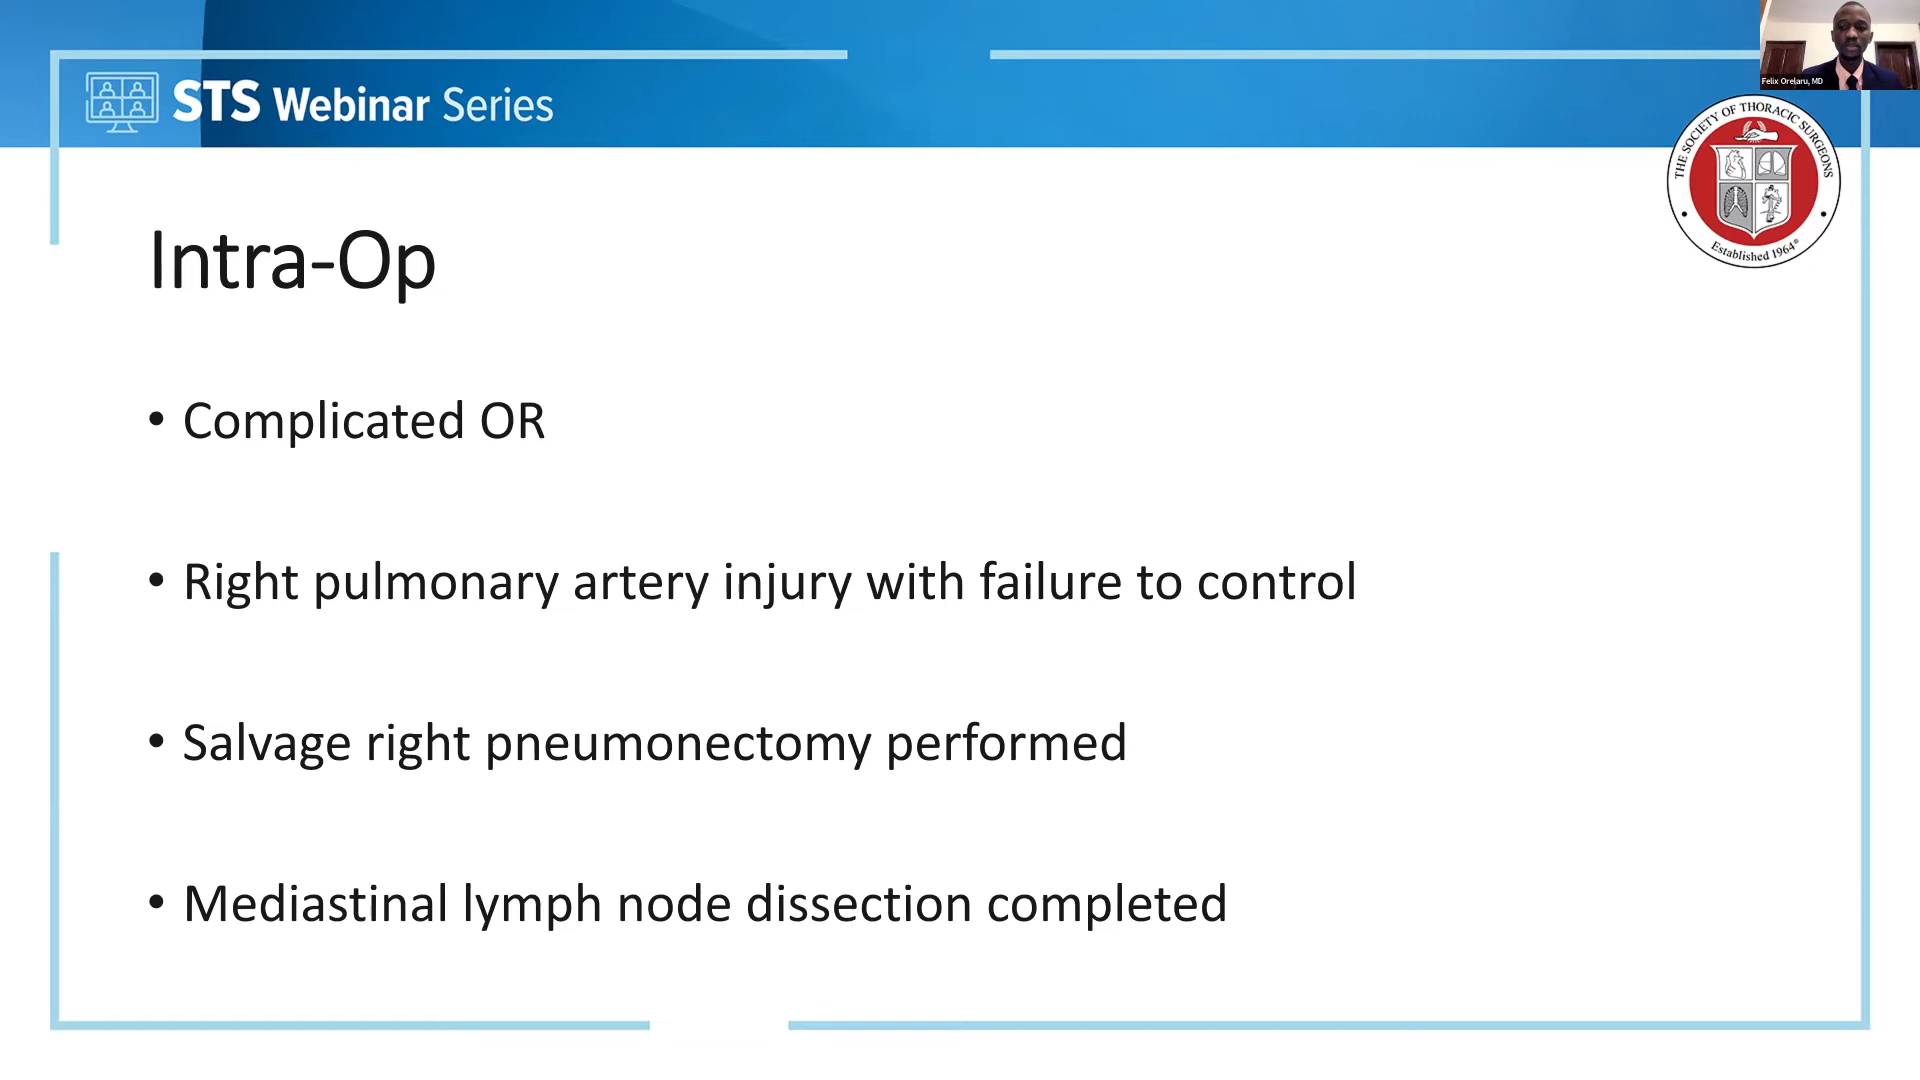 STS Webinar Series
Felix Orelaru, MD
THE SOCIETY OF THORACIC SURGEONS
Established 1964®
Intra-Op
• Complicated OR
• Right pulmonary artery injury with failure to control
• Salvage right pneumonectomy performed
• Mediastinal lymph node dissection completed